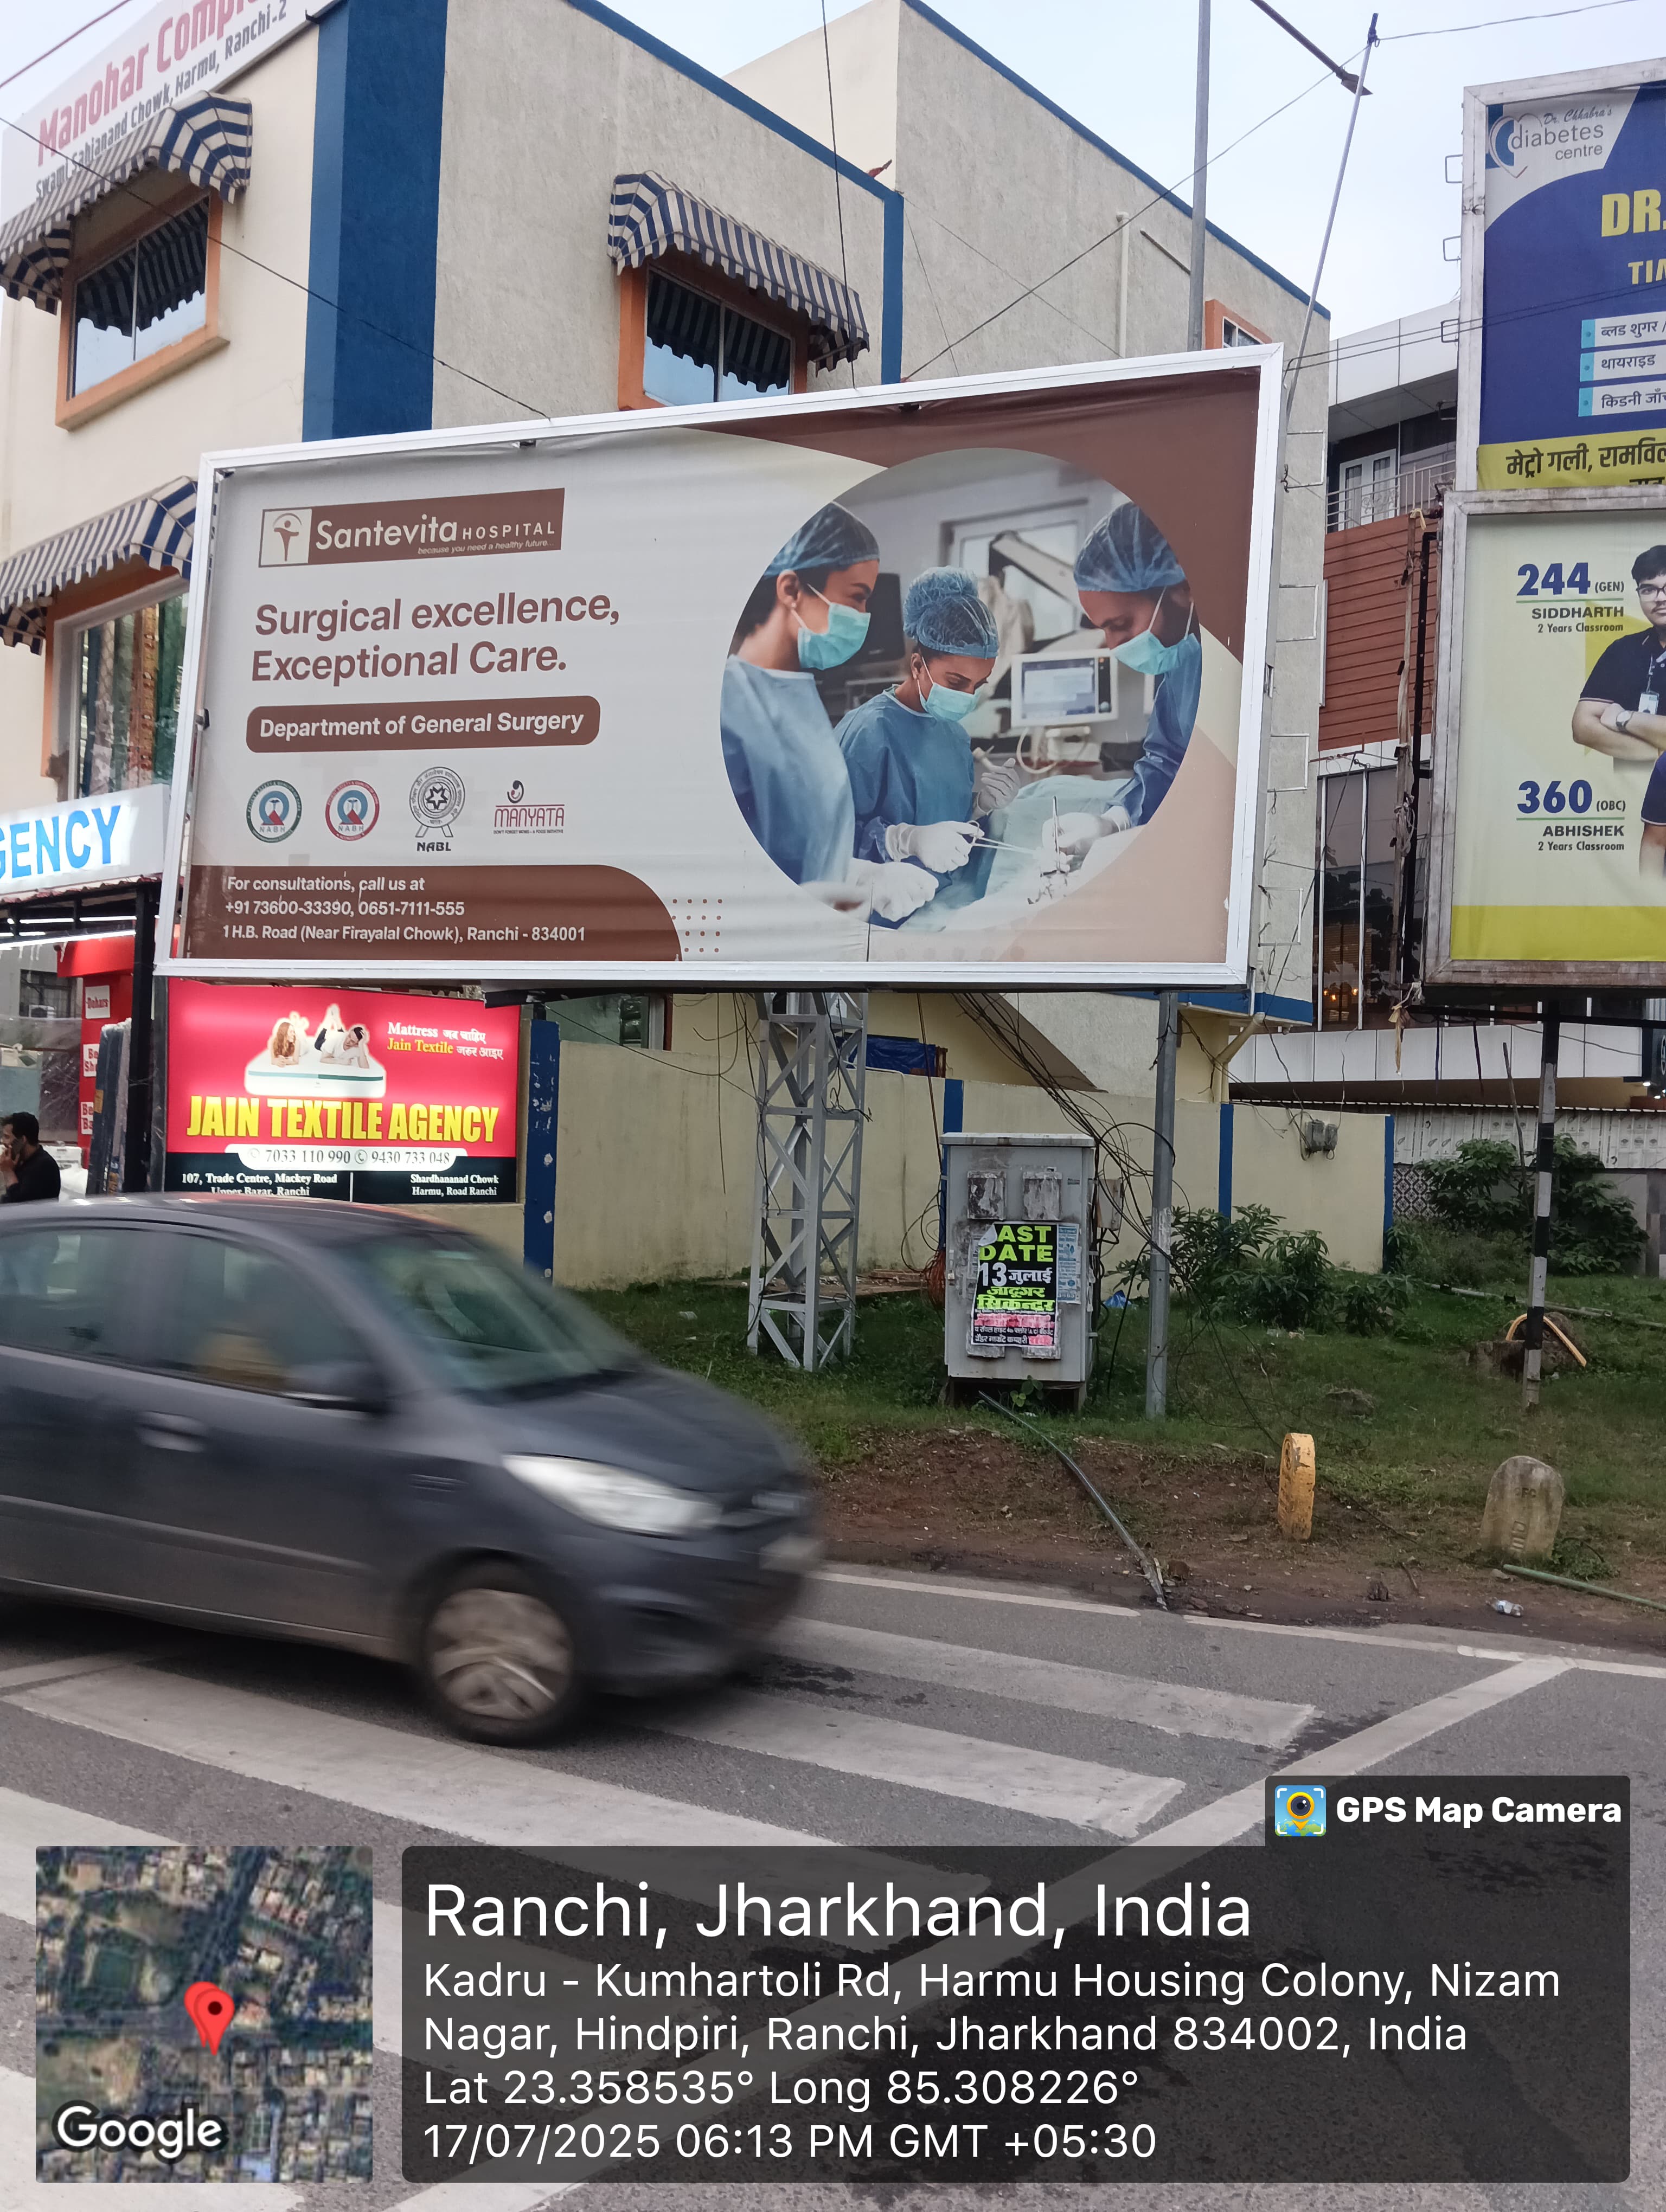 Manohar
Swami Sahjanand Chowk, Harmu, Ranchi-2
Dr. Chhabra's
diabetes
centre
DR.
ब्लड शुगर /
थायराइड
किडनी
मेट्रो गली,
Santevita HOSPITAL
because you need a healthy future...
Surgical excellence,
Exceptional Care.
Department of General Surgery
NABH
NABH
NABL
MANYATA
For consultations, call us at
+91 73600-33390, 0651-7111-555
1 H.B. Road (Near Firayalal Chowk), Ranchi - 834001
244 (GEN)
SIDDHARTH
2 Years Classroom
360 (OBC)
ABHISHEK
2 Years Classroom
GENCY
Mattress जब चाहिए
Jain Textile जरुर आइए
JAIN TEXTILE AGENCY
7033 110 990 9430 733 048
107, Trade Centre, Mackey Road
Upper Bazar, Ranchi
Shardhananad Chowk
Harmu, Road Ranchi
LAST
DATE
13 जुलाई
जादूगर
सिकन्दर
GPS Map Camera
Ranchi, Jharkhand, India
Kadru - Kumhartoli Rd, Harmu Housing Colony, Nizam
Nagar, Hindpiri, Ranchi, Jharkhand 834002, India
Lat 23.358535° Long 85.308226°
17/07/2025 06:13 PM GMT +05:30
Google